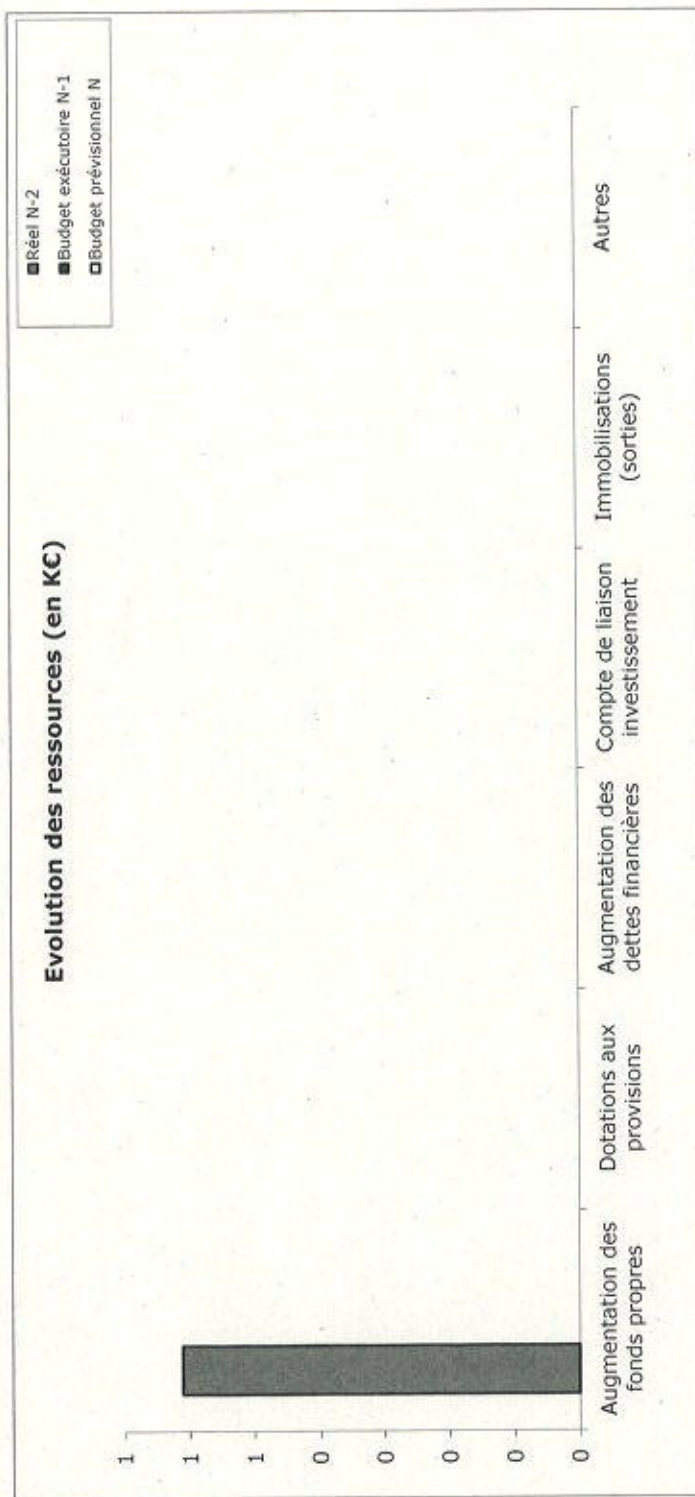 Evolution des ressources (en K€)
Réel N-2
Budget exécutoire N-1
Budget prévisionnel N
1
1
1
0
0
0
0
0
Augmentation des
fonds propres
Dotations aux
provisions
Augmentation des
dettes financières
Compte de liaison
investissement
Immobilisations
(sorties)
Autres